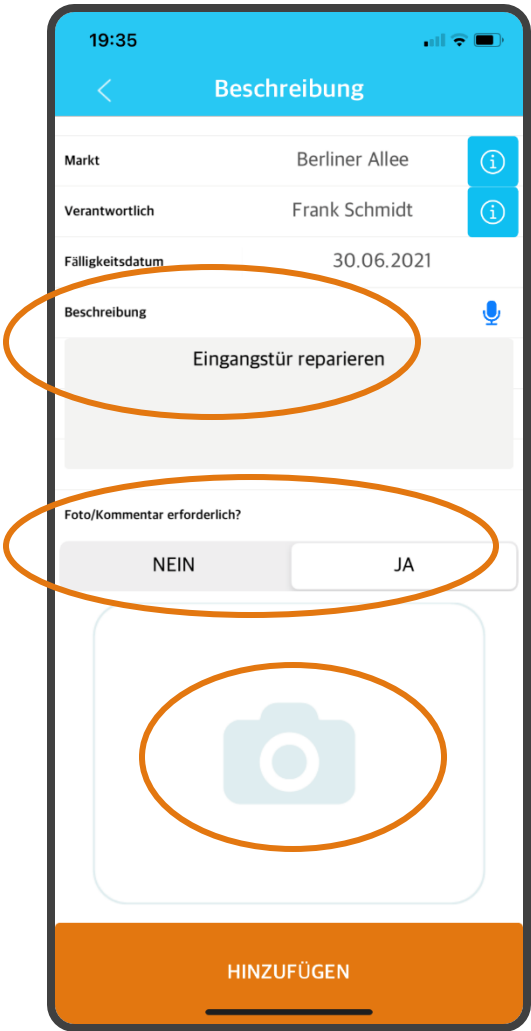 19:35
Beschreibung
Markt Berliner Allee
Verantwortlich Frank Schmidt
Fälligkeitsdatum 30.06.2021
Beschreibung
Eingangstür reparieren
Foto/Kommentar erforderlich?
NEIN JA
HINZUFÜGEN